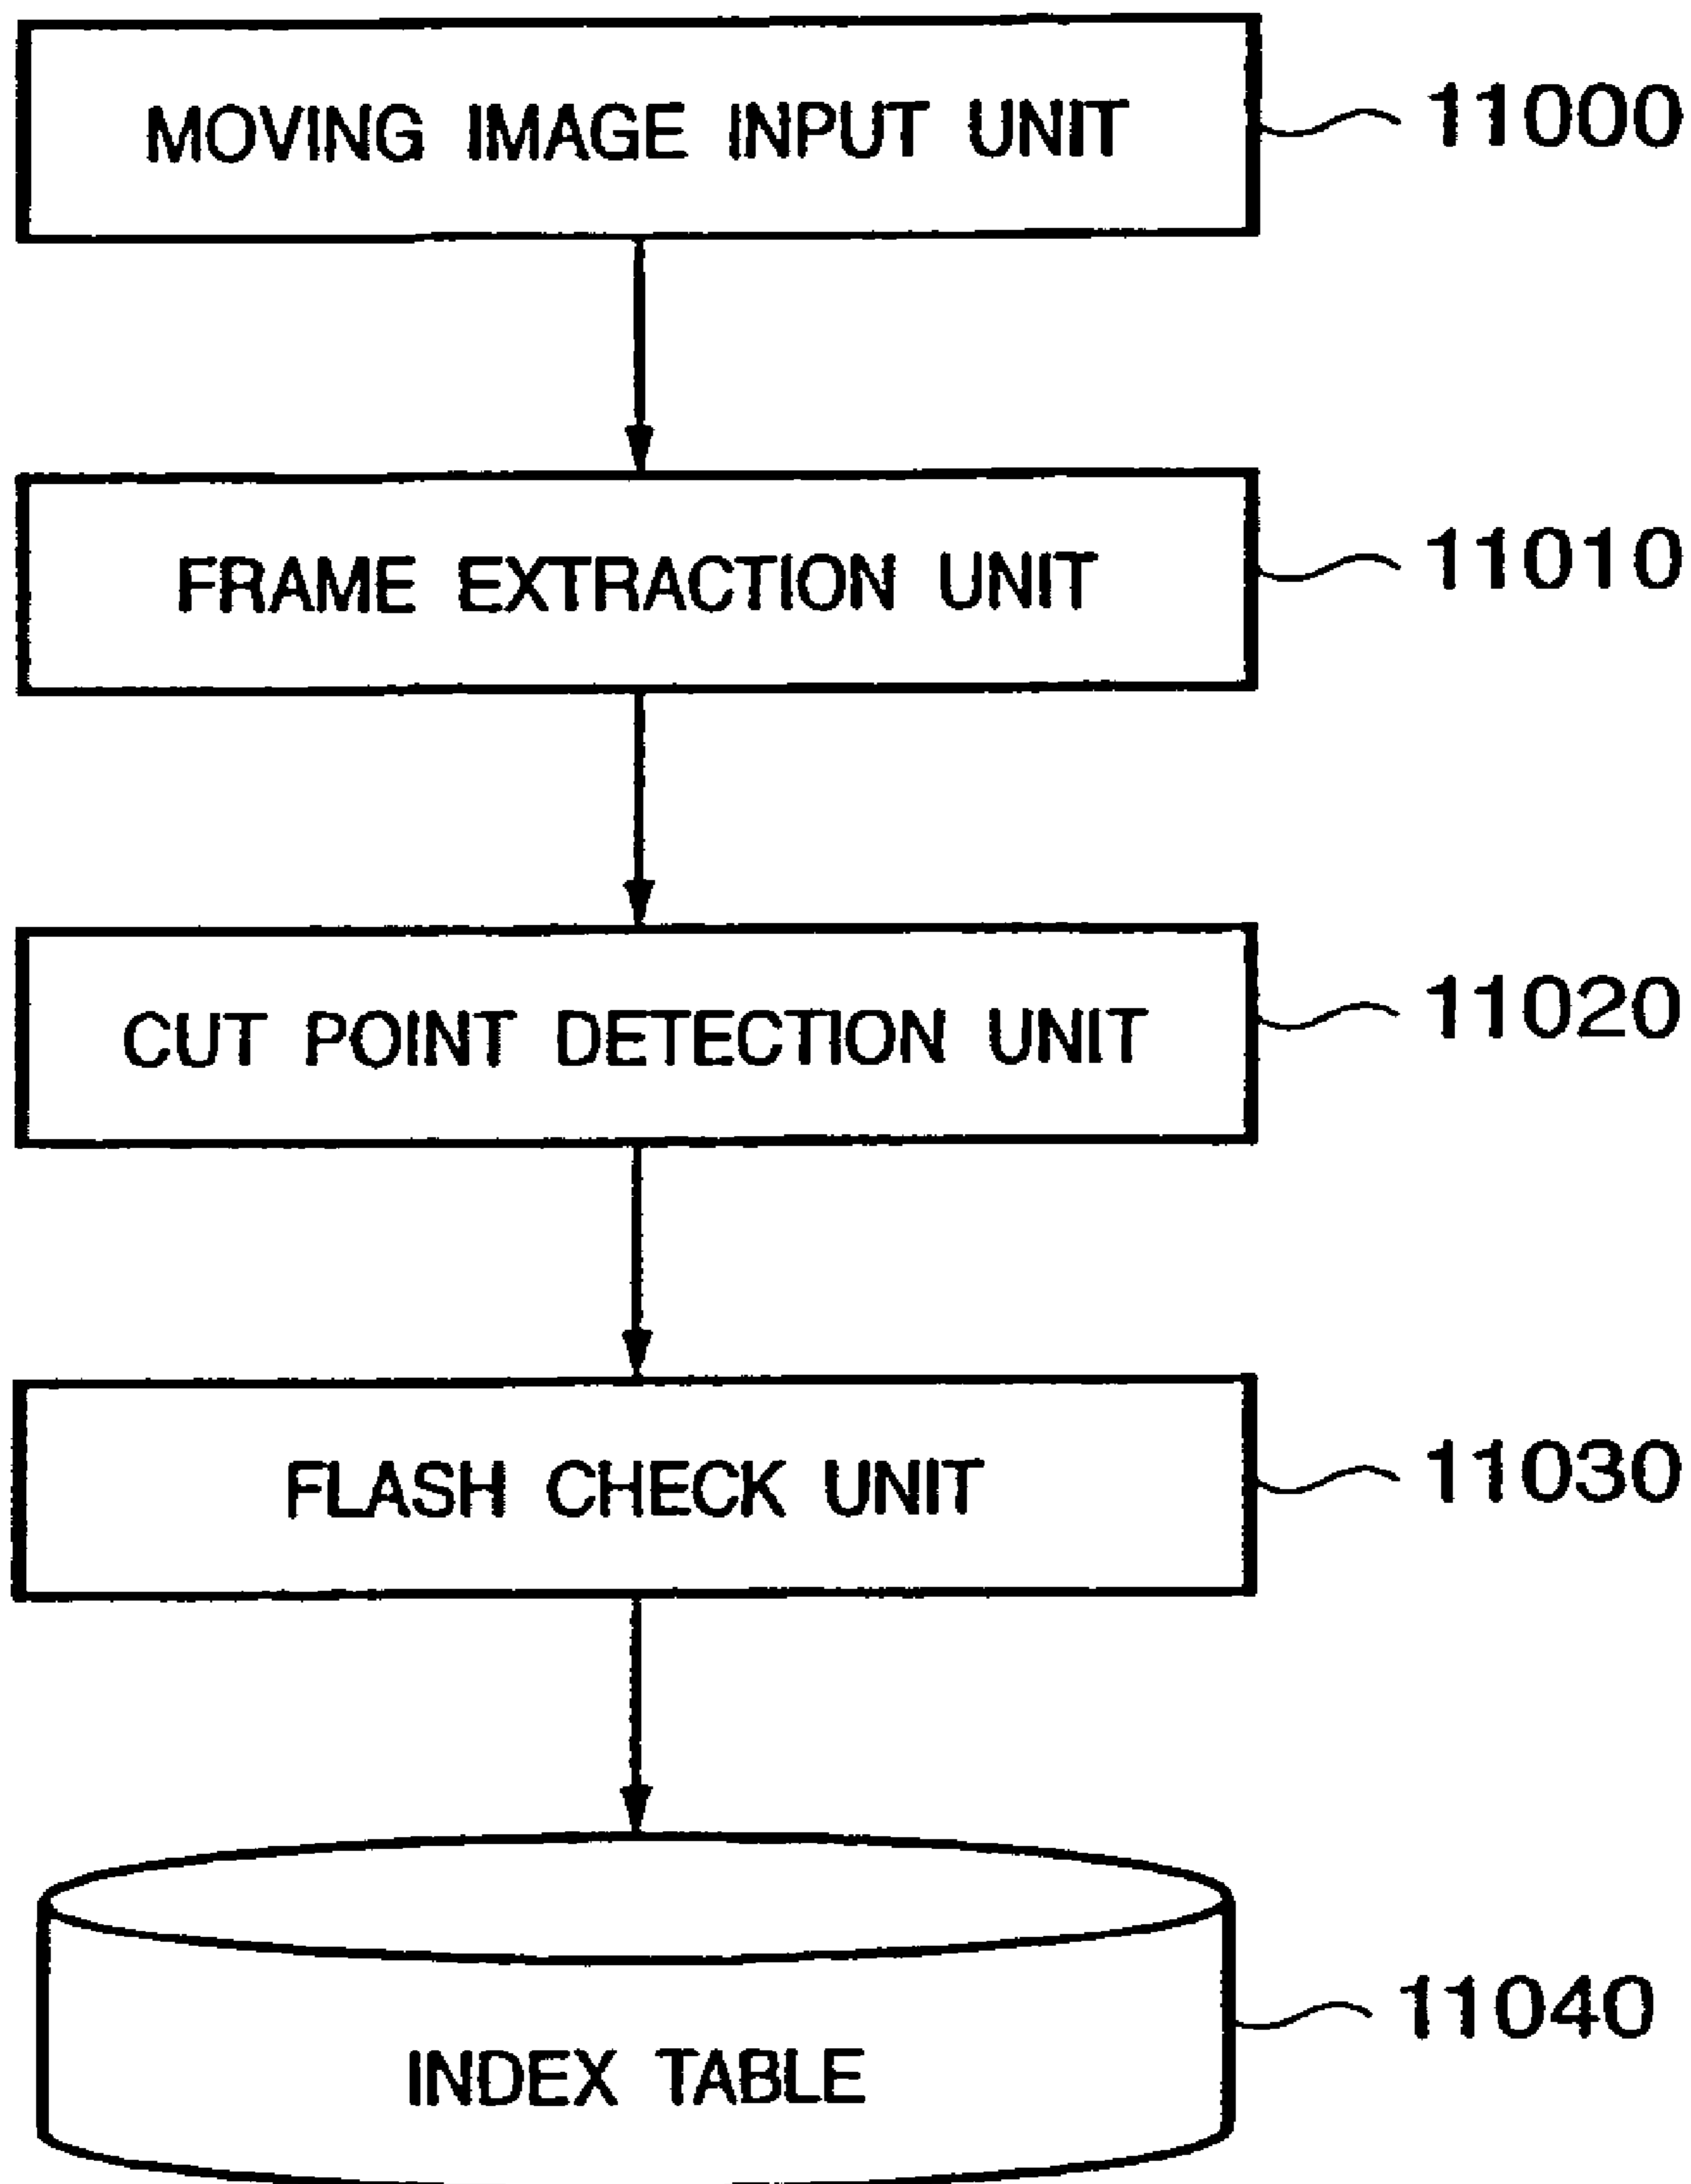 MOVING IMAGE INPUT UNIT 11000
FRAME EXTRACTION UNIT 11010
CUT POINT DETECTION UNIT 11020
FLASH CHECK UNIT 11030
INDEX TABLE 11040